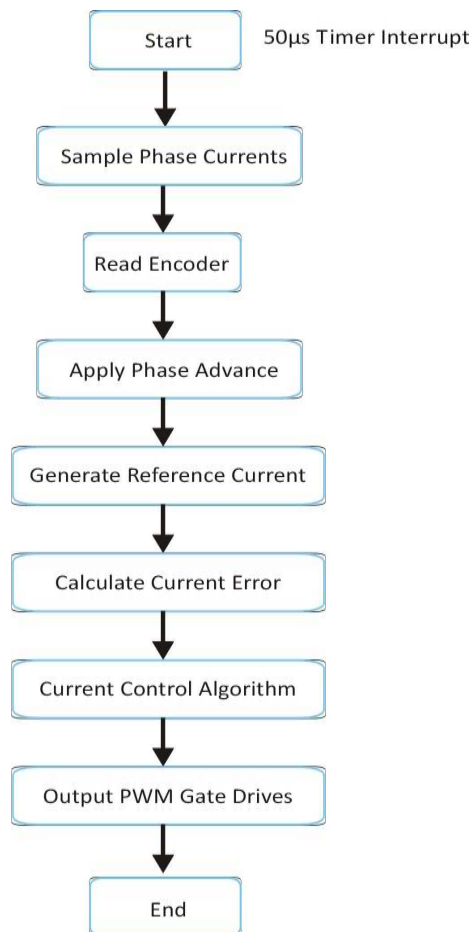 Start
50µs Timer Interrupt
Sample Phase Currents
Read Encoder
Apply Phase Advance
Generate Reference Current
Calculate Current Error
Current Control Algorithm
Output PWM Gate Drives
End